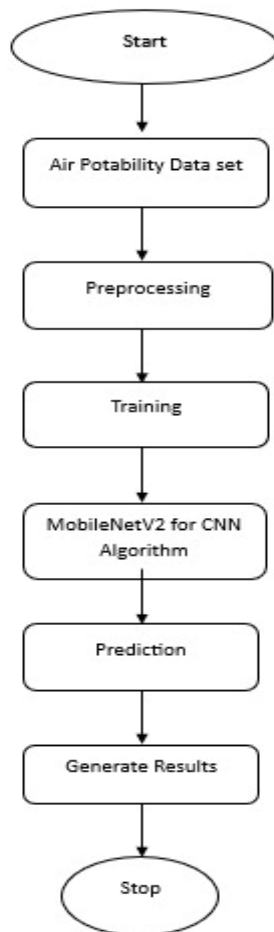 Start
Air Potability Data set
Preprocessing
Training
MobileNetV2 for CNN
Algorithm
Prediction
Generate Results
Stop